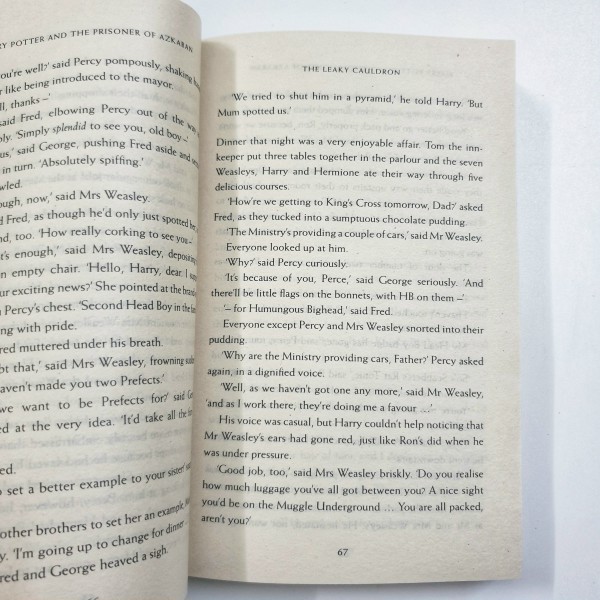 RY POTTER AND THE PRISONER OF AZKABAN
you're well?' said Percy pompously, shaking
r like being introduced to the mayor.
ll, thanks –'
said Fred, elbowing Percy out of the way
bly. 'Simply splendid to see you, old boy –'
us,' said George, pushing Fred aside and
in turn. 'Absolutely spiffing.'
wled.
ough, now,' said Mrs Weasley.
d Fred, as though he'd only just spotted her
nd, too. 'How really corking to see you –'
t's enough,' said Mrs Weasley, depositing
n empty chair. 'Hello, Harry, dear. I
our exciting news?' She pointed at the brand
Percy's chest. 'Second Head Boy in the
ing with pride.
red muttered under his breath.
bt that,' said Mrs Weasley, frowning
aven't made you two Prefects.'
we want to be Prefects for?' said
ed at the very idea. 'It'd take all the
ed.
o set a better example to your sister!'
other brothers to set her an example,
y. 'I'm going up to change for dinner
red and George heaved a sigh.
THE LEAKY CAULDRON
'We tried to shut him in a pyramid,' he told Harry. 'But
Mum spotted us.'
Dinner that night was a very enjoyable affair. Tom the inn-
keeper put three tables together in the parlour and the seven
Weasleys, Harry and Hermione ate their way through five
delicious courses.
'How're we getting to King's Cross tomorrow, Dad?' asked
Fred, as they tucked into a sumptuous chocolate pudding.
'The Ministry's providing a couple of cars,' said Mr Weasley.
Everyone looked up at him.
'Why?' said Percy curiously.
'It's because of you, Perce,' said George seriously. 'And
there'll be little flags on the bonnets, with HB on them –'
'– for Humungous Bighead,' said Fred.
Everyone except Percy and Mrs Weasley snorted into their
pudding.
'Why are the Ministry providing cars, Father?' Percy asked
again, in a dignified voice.
'Well, as we haven't got one any more,' said Mr Weasley,
'and as I work there, they're doing me a favour ...'
His voice was casual, but Harry couldn't help noticing that
Mr Weasley's ears had gone red, just like Ron's did when he
was under pressure.
'Good job, too,' said Mrs Weasley briskly. 'Do you realise
how much luggage you've all got between you? A nice sight
you'd be on the Muggle Underground ... You are all packed,
aren't you?'
67